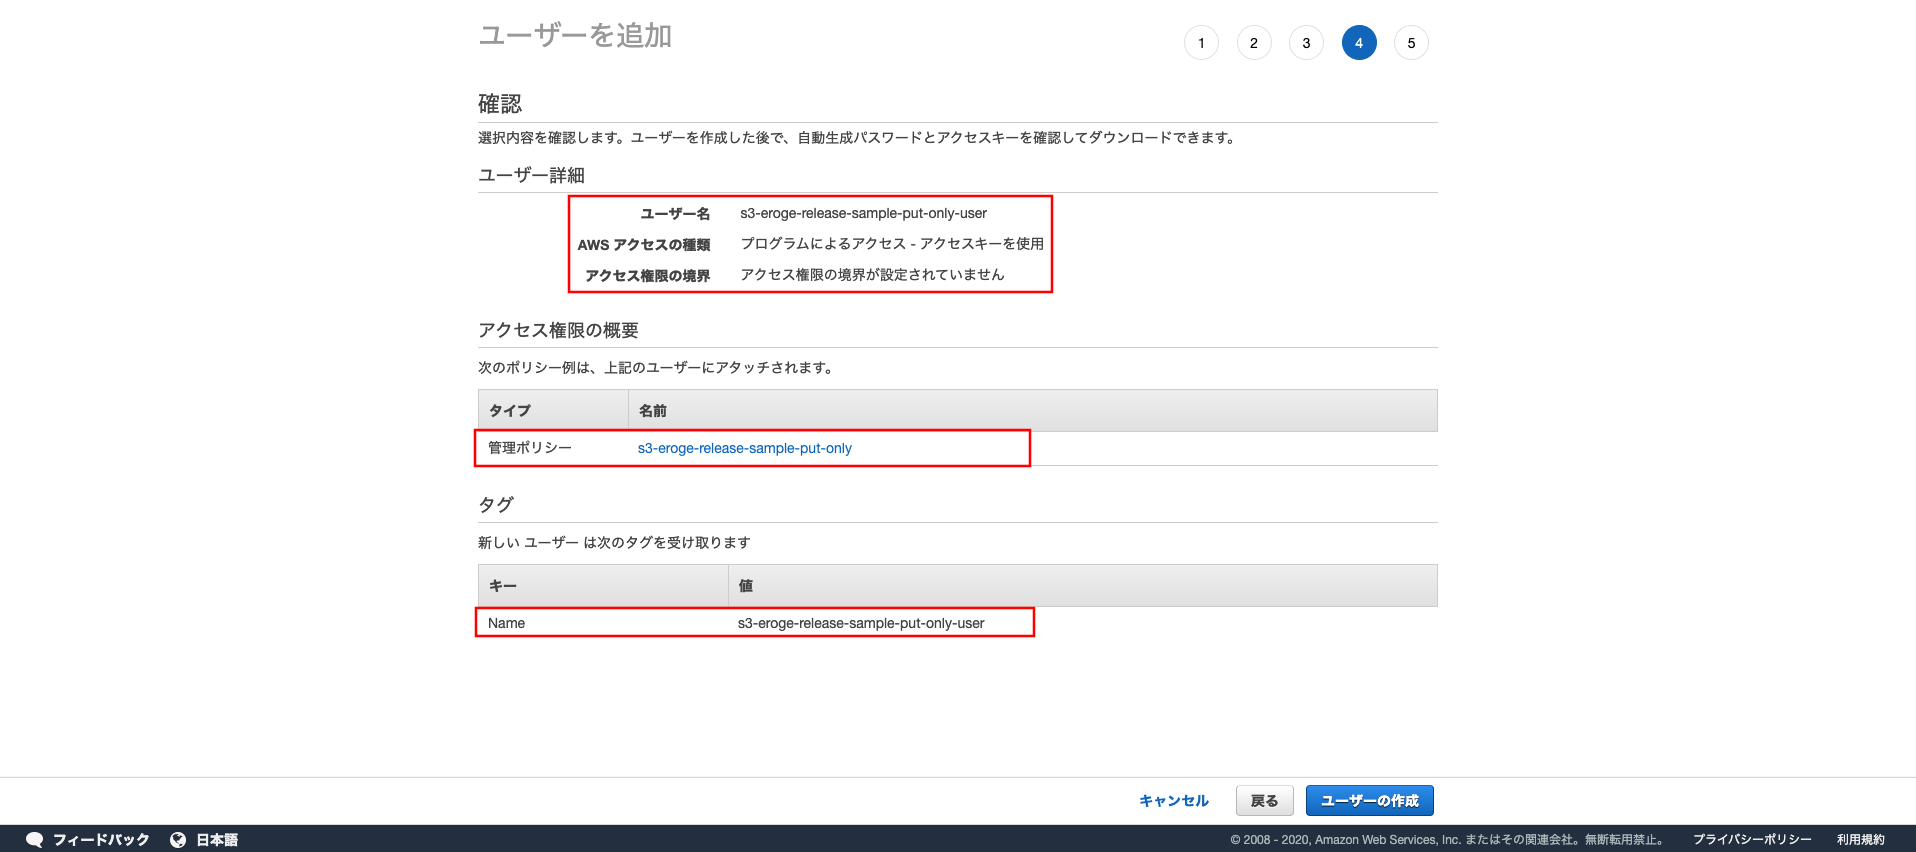 ユーザーを追加
1 2 3 4 5
確認
選択内容を確認します。ユーザーを作成した後で、自動生成パスワードとアクセスキーを確認してダウンロードできます。
ユーザー詳細
ユーザー名 s3-eroge-release-sample-put-only-user
AWS アクセスの種類 プログラムによるアクセス - アクセスキーを使用
アクセス権限の境界 アクセス権限の境界が設定されていません
アクセス権限の概要
次のポリシー例は、上記のユーザーにアタッチされます。
タイプ 名前
管理ポリシー s3-eroge-release-sample-put-only
タグ
新しい ユーザー は次のタグを受け取ります
キー 値
Name s3-eroge-release-sample-put-only-user
キャンセル 戻る ユーザーの作成
フィードバック 日本語 © 2008 - 2020, Amazon Web Services, Inc. またはその関連会社。無断転用禁止。 プライバシーポリシー 利用規約